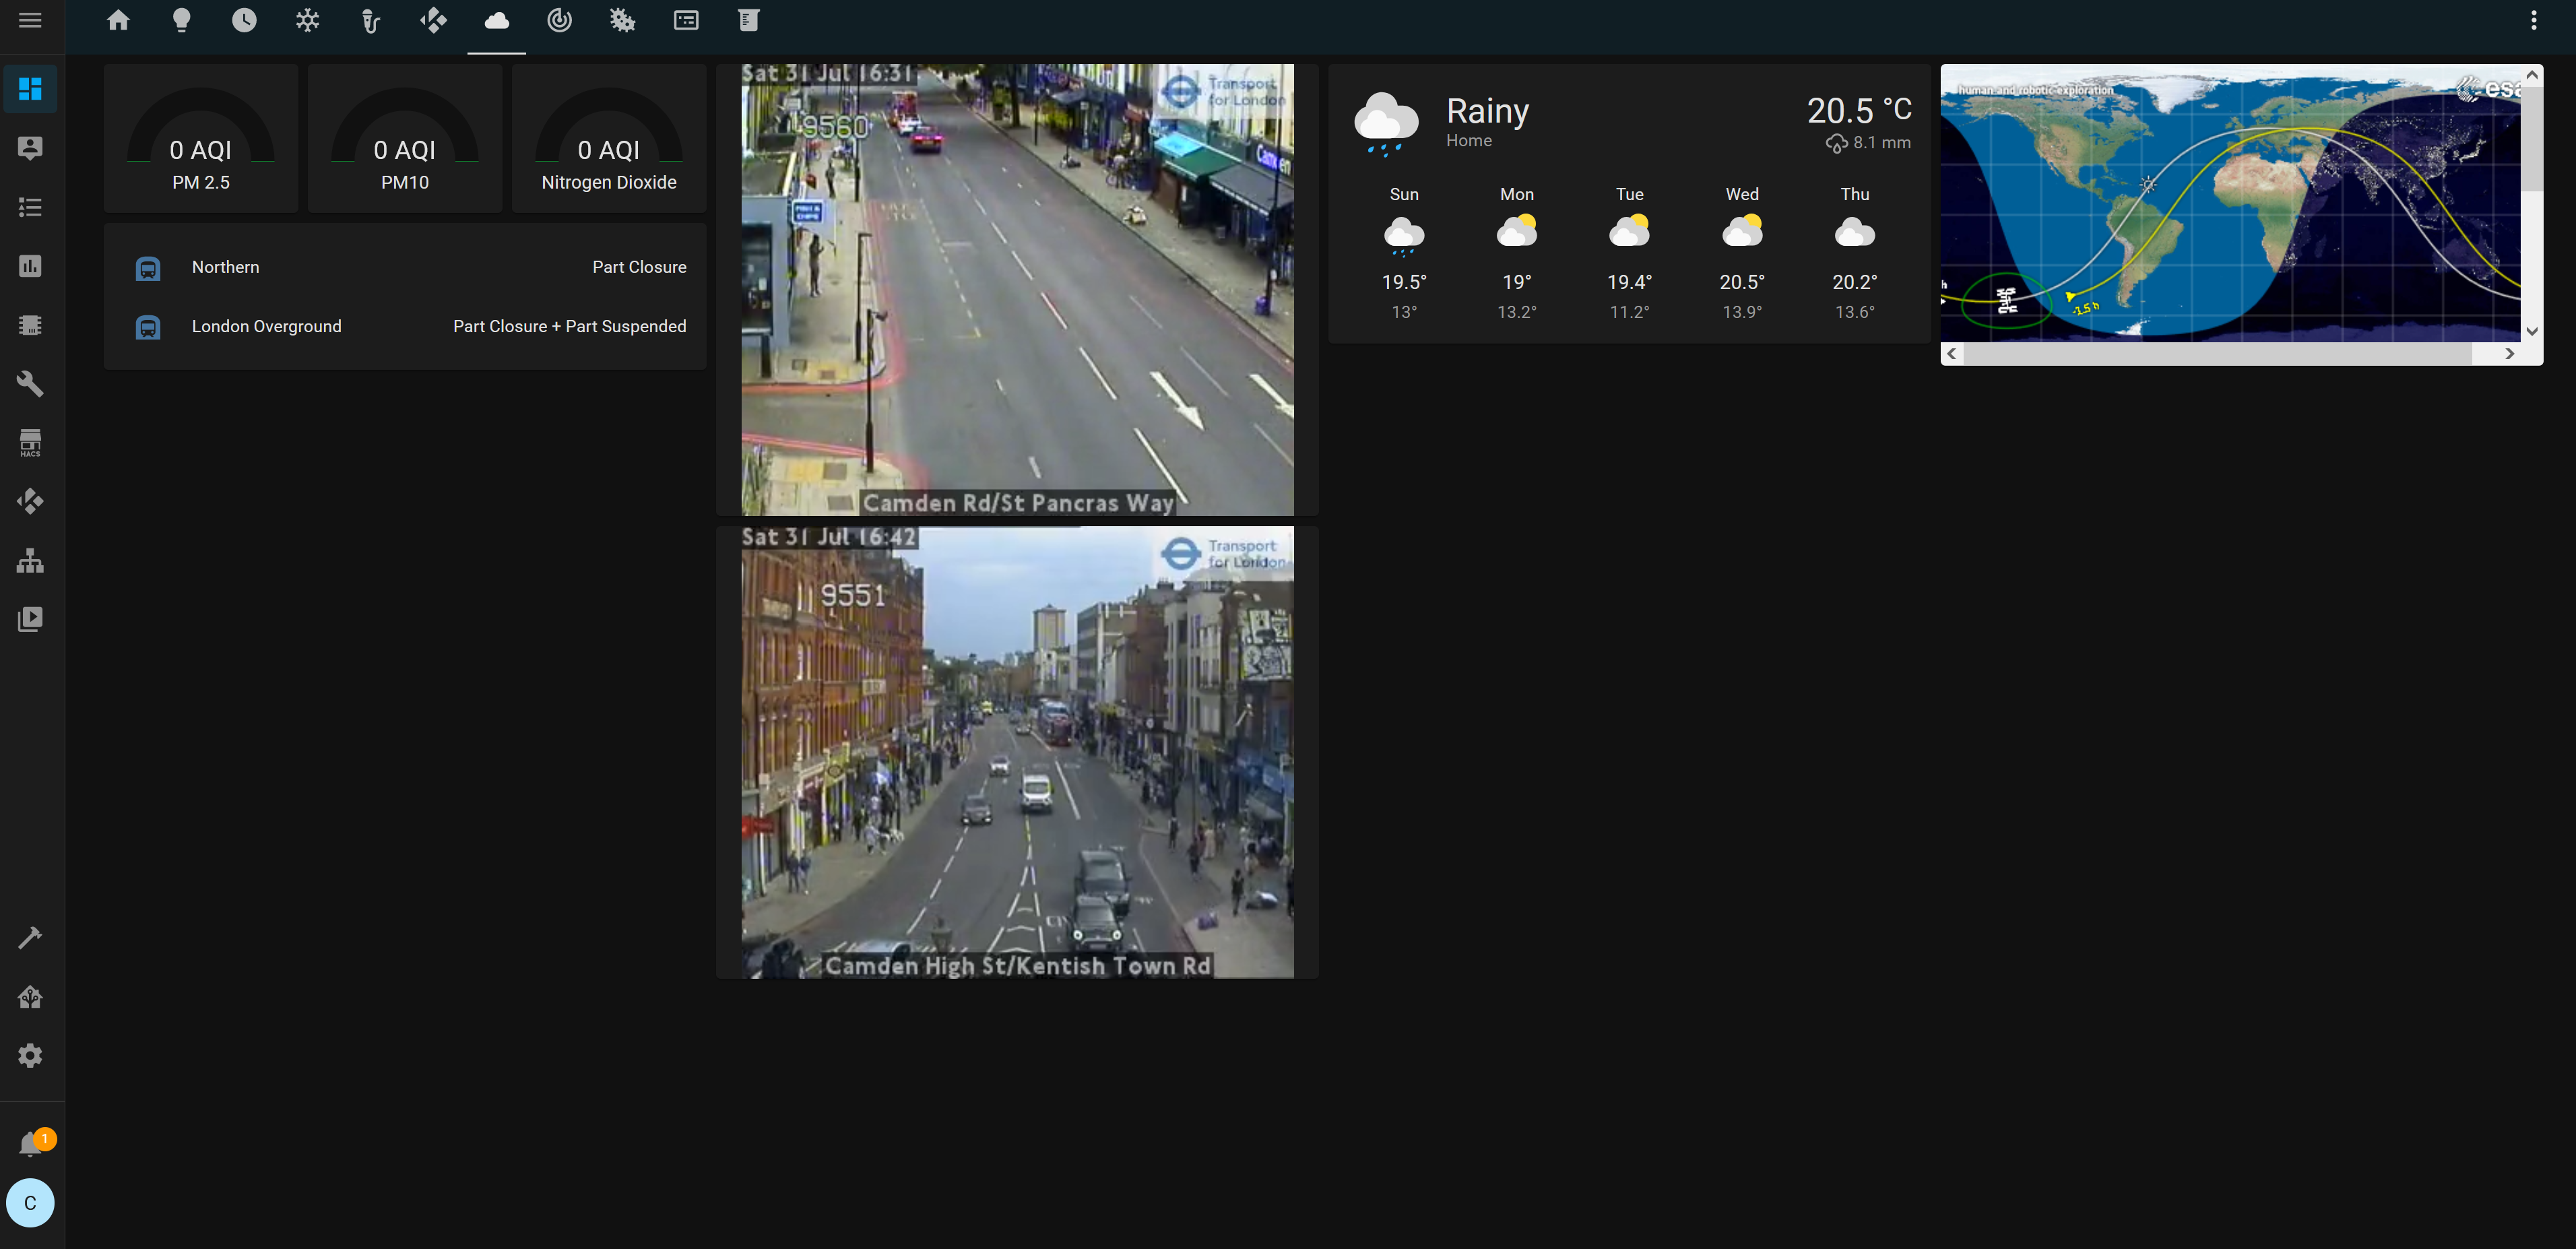 HACS
1
C
0 AQI
PM 2.5
0 AQI
PM10
0 AQI
Nitrogen Dioxide
Northern
Part Closure
London Overground
Part Closure + Part Suspended
Sat 31 Jul 16:31
Transport
for London
9560
Camden Rd/St Pancras Way
Sat 31 Jul 16:42
Transport
for London
9551
Camden High St/Kentish Town Rd
Rainy
Home
20.5 °C
8.1 mm
Sun
Mon
Tue
Wed
Thu
19.5°
19°
19.4°
20.5°
20.2°
13°
13.2°
11.2°
13.9°
13.6°
human_and_robotic_exploration
esa
-1.5 h
h